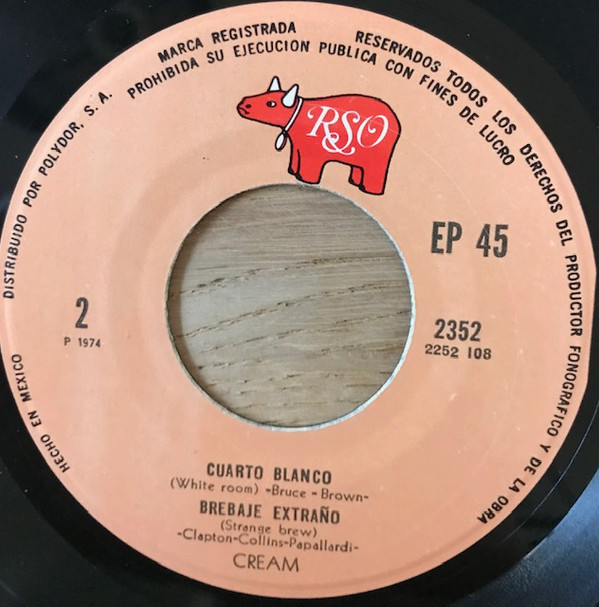 MARCA REGISTRADA
RESERVADOS TODOS LOS DERECHOS DEL PRODUCTOR FONOGRAFICO Y DE LA OBRA
PROHIBIDA SU EJECUCION PUBLICA CON FINES DE LUCRO
DISTRIBUIDO POR POLYDOR, S. A.
HECHO EN MEXICO
RSO
EP 45
2
P 1974
2352
2252 108
CUARTO BLANCO
(White room) -Bruce - Brown-
BREBAJE EXTRAÑO
(Strange brew)
-Clapton-Collins-Papallardi-
CREAM